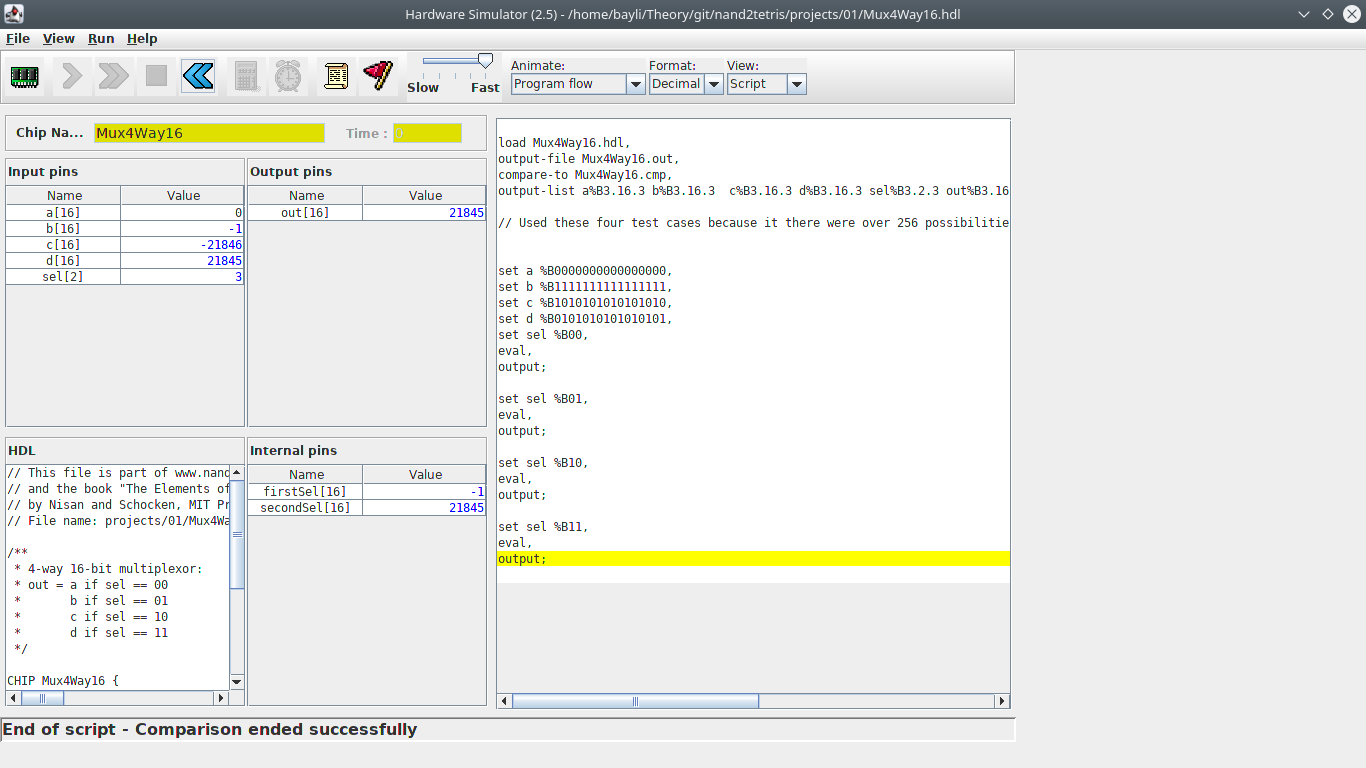 Hardware Simulator (2.5) - /home/bayli/Theory/git/nand2tetris/projects/01/Mux4Way16.hdl
File View Run Help
Slow Fast
Animate: Format: View:
Program flow Decimal Script
Chip Na... Mux4Way16 Time : 0
Input pins
Name Value
a[16] 0
b[16] -1
c[16] -21846
d[16] 21845
sel[2] 3
Output pins
Name Value
out[16] 21845
HDL
// This file is part of www.nand
// and the book "The Elements of
// by Nisan and Schocken, MIT Pr
// File name: projects/01/Mux4Wa
/**
* 4-way 16-bit multiplexor:
* out = a if sel == 00
* b if sel == 01
* c if sel == 10
* d if sel == 11
*/
CHIP Mux4Way16 {
Internal pins
Name Value
firstSel[16] -1
secondSel[16] 21845
load Mux4Way16.hdl,
output-file Mux4Way16.out,
compare-to Mux4Way16.cmp,
output-list a%B3.16.3 b%B3.16.3  c%B3.16.3 d%B3.16.3 sel%B3.2.3 out%B3.16
// Used these four test cases because it there were over 256 possibilitie
set a %B0000000000000000,
set b %B1111111111111111,
set c %B1010101010101010,
set d %B0101010101010101,
set sel %B00,
eval,
output;
set sel %B01,
eval,
output;
set sel %B10,
eval,
output;
set sel %B11,
eval,
output;
End of script - Comparison ended successfully